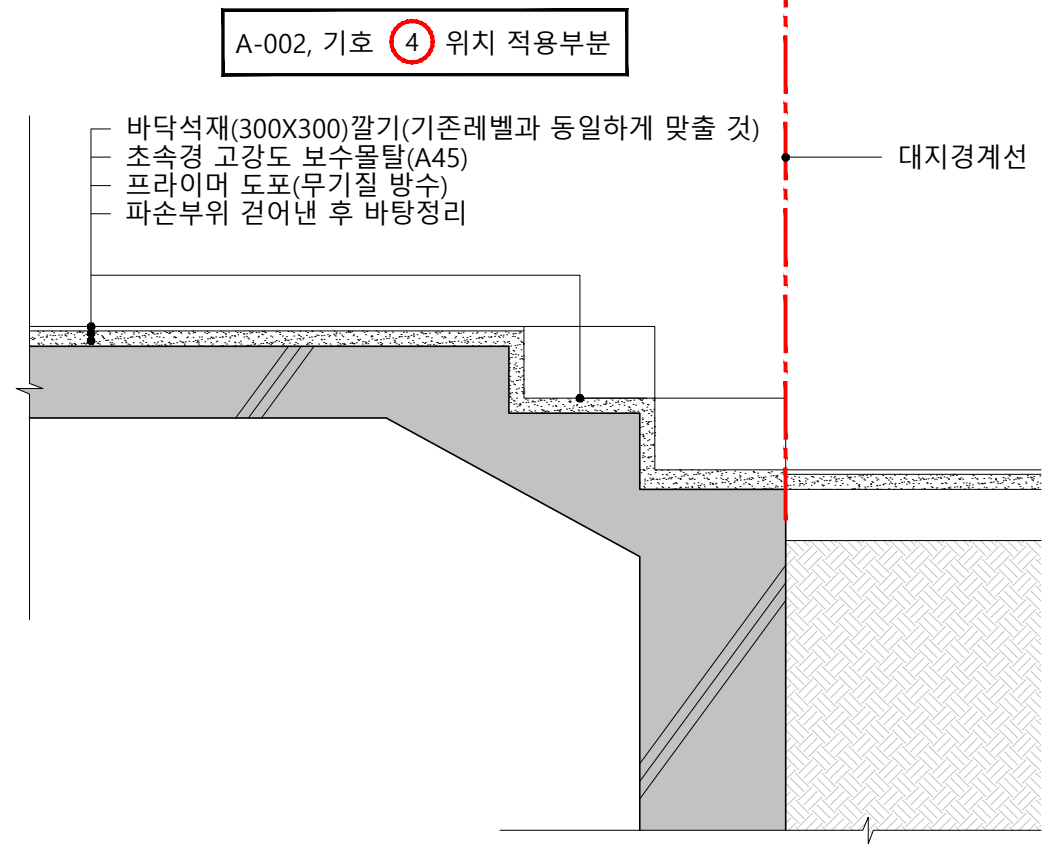 A-002, 기호 4 위치 적용부분
바닥석재(300X300)깔기(기존레벨과 동일하게 맞출 것)
초속경 고강도 보수몰탈(A45)
프라이머 도포(무기질 방수)
파손부위 걷어낸 후 바탕정리
대지경계선